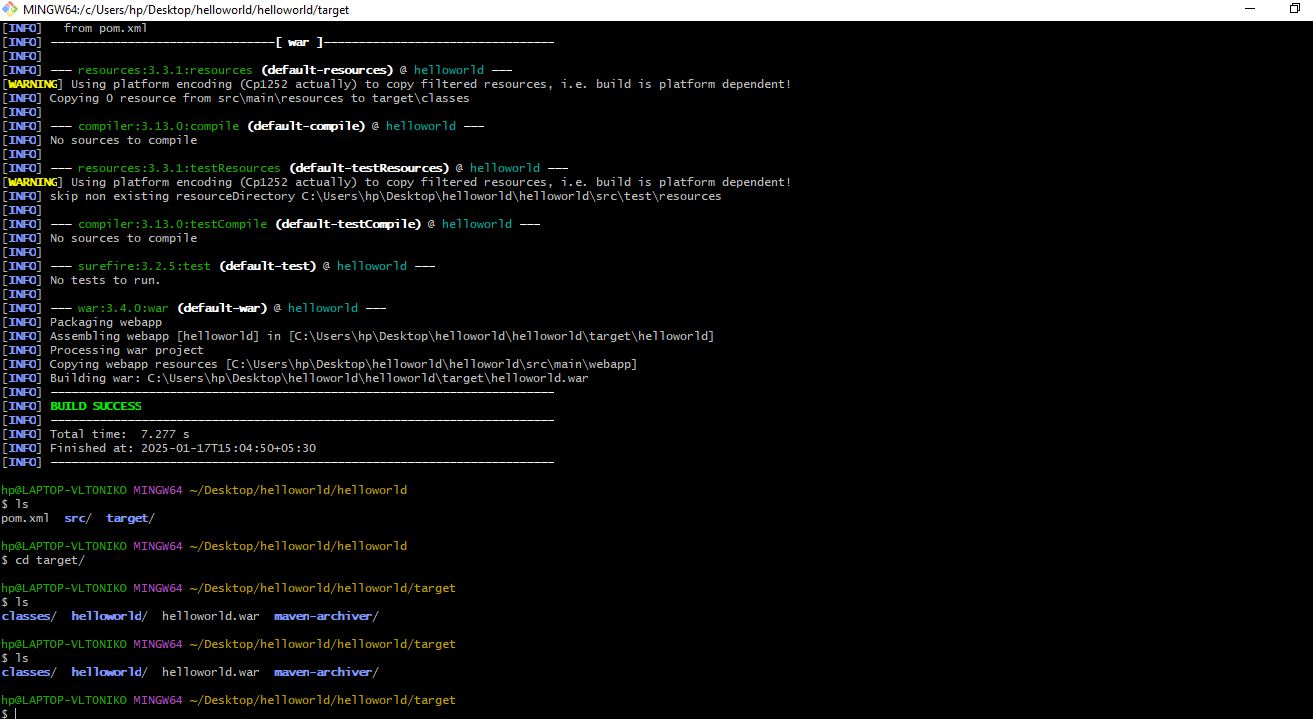 MINGW64:/c/Users/hp/Desktop/helloworld/helloworld/target
[INFO]   from pom.xml
[INFO] --------------------------------[ war ]---------------------------------
[INFO]
[INFO] --- resources:3.3.1:resources (default-resources) @ helloworld ---
[WARNING] Using platform encoding (Cp1252 actually) to copy filtered resources, i.e. build is platform dependent!
[INFO] Copying 0 resource from src\main\resources to target\classes
[INFO]
[INFO] --- compiler:3.13.0:compile (default-compile) @ helloworld ---
[INFO] No sources to compile
[INFO]
[INFO] --- resources:3.3.1:testResources (default-testResources) @ helloworld ---
[WARNING] Using platform encoding (Cp1252 actually) to copy filtered resources, i.e. build is platform dependent!
[INFO] skip non existing resourceDirectory C:\Users\hp\Desktop\helloworld\helloworld\src\test\resources
[INFO]
[INFO] --- compiler:3.13.0:testCompile (default-testCompile) @ helloworld ---
[INFO] No sources to compile
[INFO]
[INFO] --- surefire:3.2.5:test (default-test) @ helloworld ---
[INFO] No tests to run.
[INFO]
[INFO] --- war:3.4.0:war (default-war) @ helloworld ---
[INFO] Packaging webapp
[INFO] Assembling webapp [helloworld] in [C:\Users\hp\Desktop\helloworld\helloworld\target\helloworld]
[INFO] Processing war project
[INFO] Copying webapp resources [C:\Users\hp\Desktop\helloworld\helloworld\src\main\webapp]
[INFO] Building war: C:\Users\hp\Desktop\helloworld\helloworld\target\helloworld.war
[INFO] ------------------------------------------------------------------------
[INFO] BUILD SUCCESS
[INFO] ------------------------------------------------------------------------
[INFO] Total time:  7.277 s
[INFO] Finished at: 2025-01-17T15:04:50+05:30
[INFO] ------------------------------------------------------------------------
hp@LAPTOP-VLTONIKO MINGW64 ~/Desktop/helloworld/helloworld
$ ls
pom.xml  src/  target/
hp@LAPTOP-VLTONIKO MINGW64 ~/Desktop/helloworld/helloworld
$ cd target/
hp@LAPTOP-VLTONIKO MINGW64 ~/Desktop/helloworld/helloworld/target
$ ls
classes/  helloworld/  helloworld.war  maven-archiver/
hp@LAPTOP-VLTONIKO MINGW64 ~/Desktop/helloworld/helloworld/target
$ ls
classes/  helloworld/  helloworld.war  maven-archiver/
hp@LAPTOP-VLTONIKO MINGW64 ~/Desktop/helloworld/helloworld/target
$